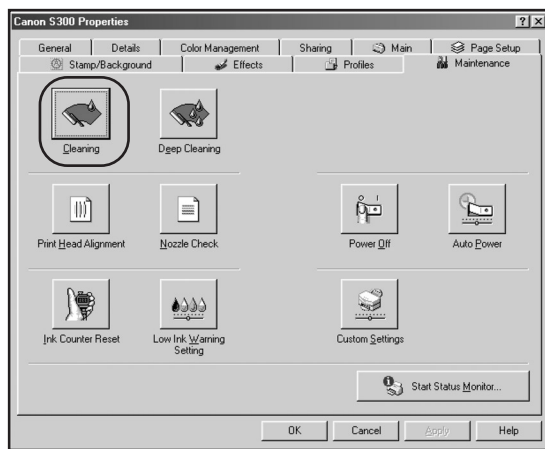 Canon S300 Properties
General Details Color Management Sharing Main Page Setup
Stamp/Background Effects Profiles Maintenance
Cleaning Deep Cleaning
Print Head Alignment Nozzle Check Power Off Auto Power
Ink Counter Reset Low Ink Warning Setting Custom Settings
Start Status Monitor...
OK Cancel Apply Help